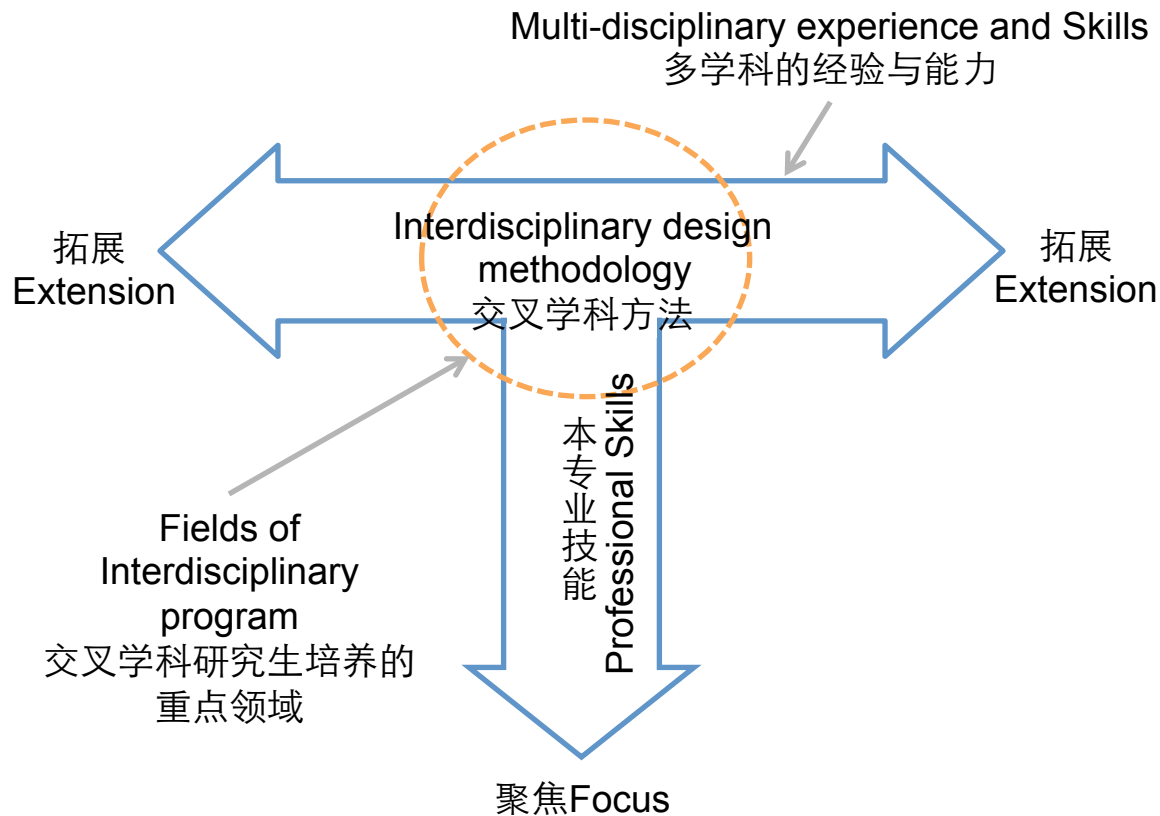 Multi-disciplinary experience and Skills
多学科的经验与能力
拓展
Extension
Interdisciplinary design
methodology
交叉学科方法
拓展
Extension
本专业技能
Professional Skills
Fields of
Interdisciplinary
program
交叉学科研究生培养的
重点领域
聚焦Focus